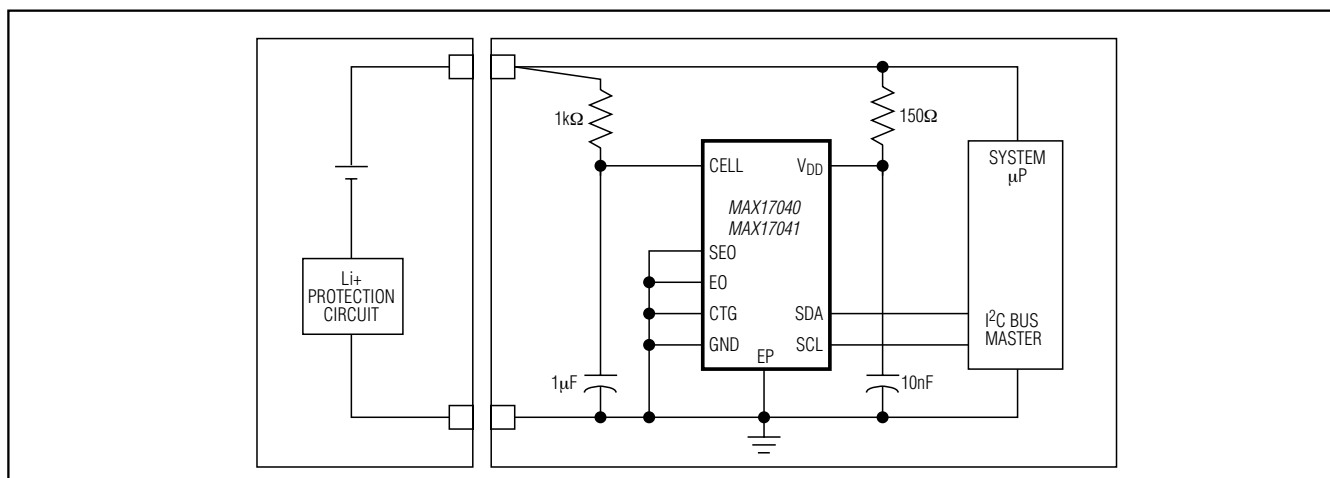 1kΩ
150Ω
CELL
VDD
SYSTEM
μP
MAX17040
MAX17041
SEO
EO
Li+
PROTECTION
CIRCUIT
CTG
SDA
I²C BUS
MASTER
GND
SCL
EP
1μF
10nF